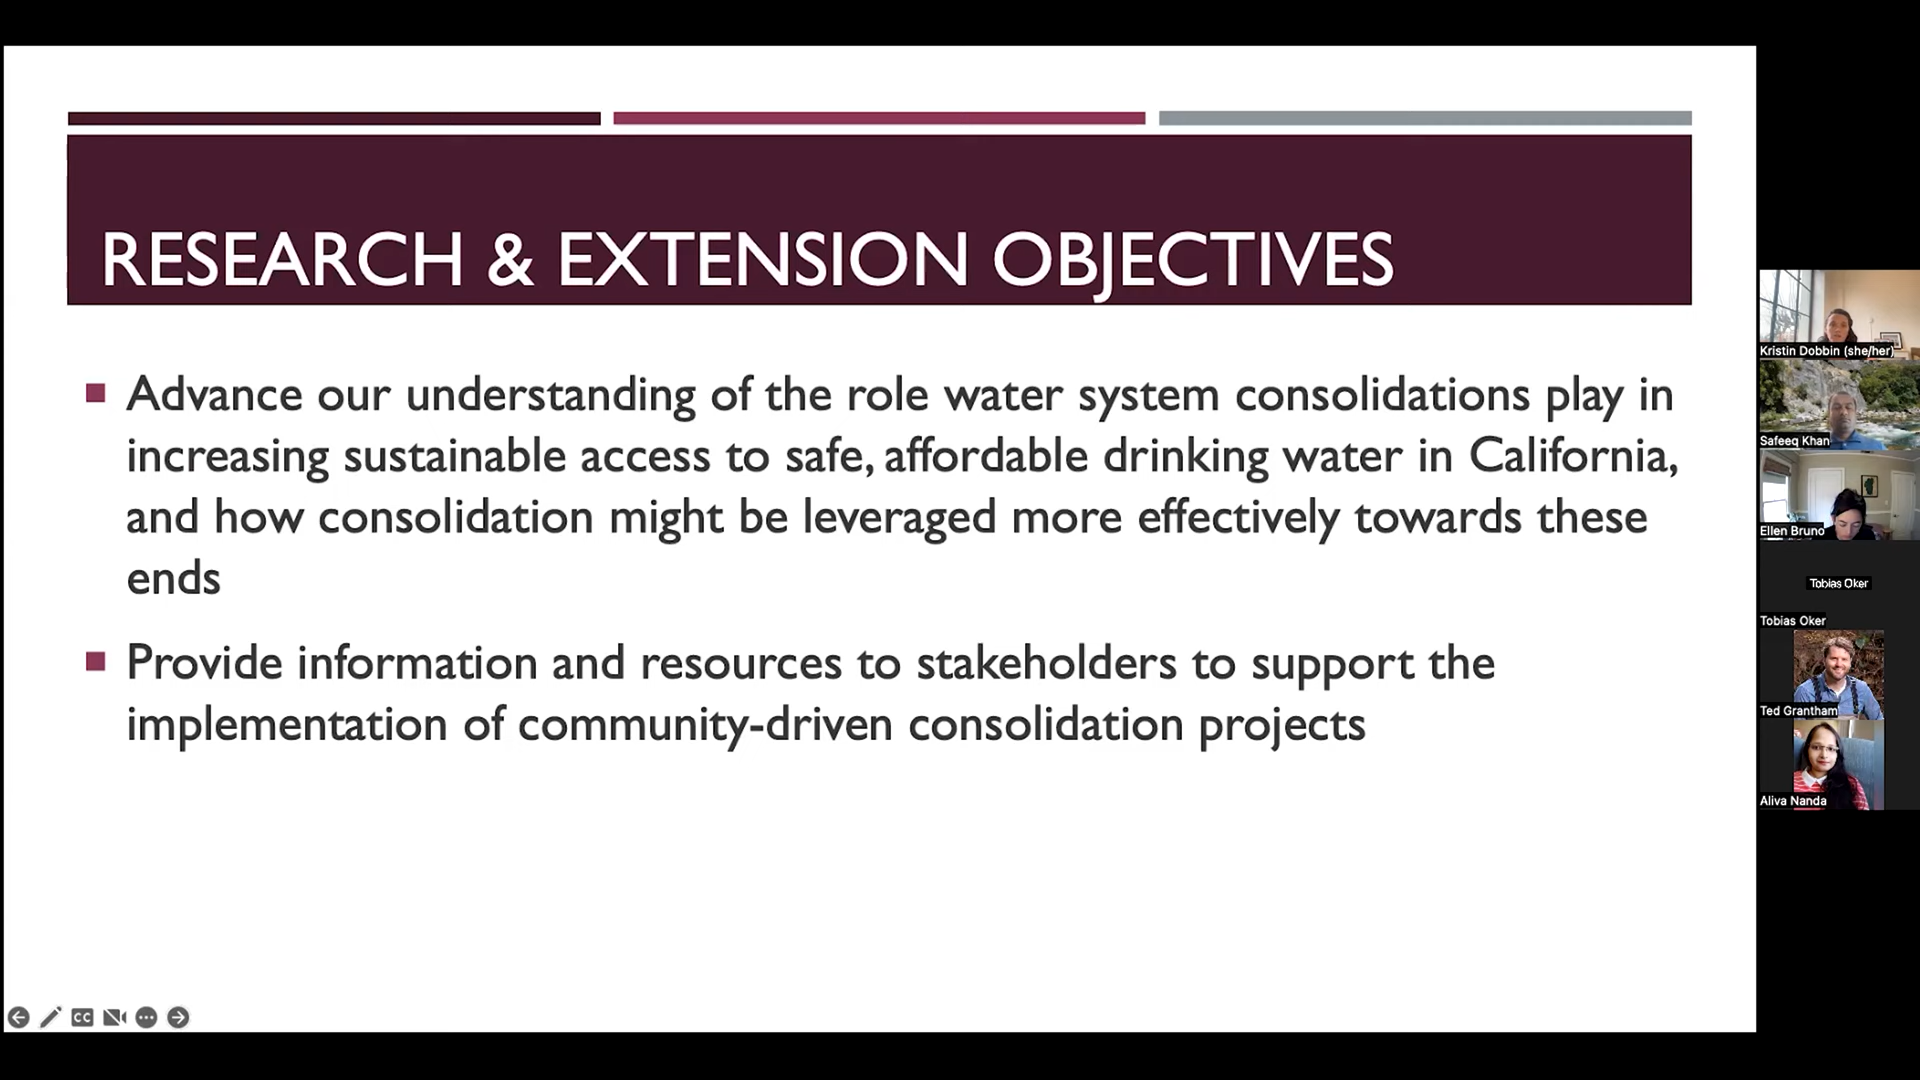 RESEARCH & EXTENSION OBJECTIVES
Advance our understanding of the role water system consolidations play in
increasing sustainable access to safe, affordable drinking water in California,
and how consolidation might be leveraged more effectively towards these
ends
Provide information and resources to stakeholders to support the
implementation of community-driven consolidation projects
CC
Kristin Dobbin (she/her)
Safeeq Khan
Ellen Bruno
Tobias Oker
Tobias Oker
Ted Grantham
Aliva Nanda